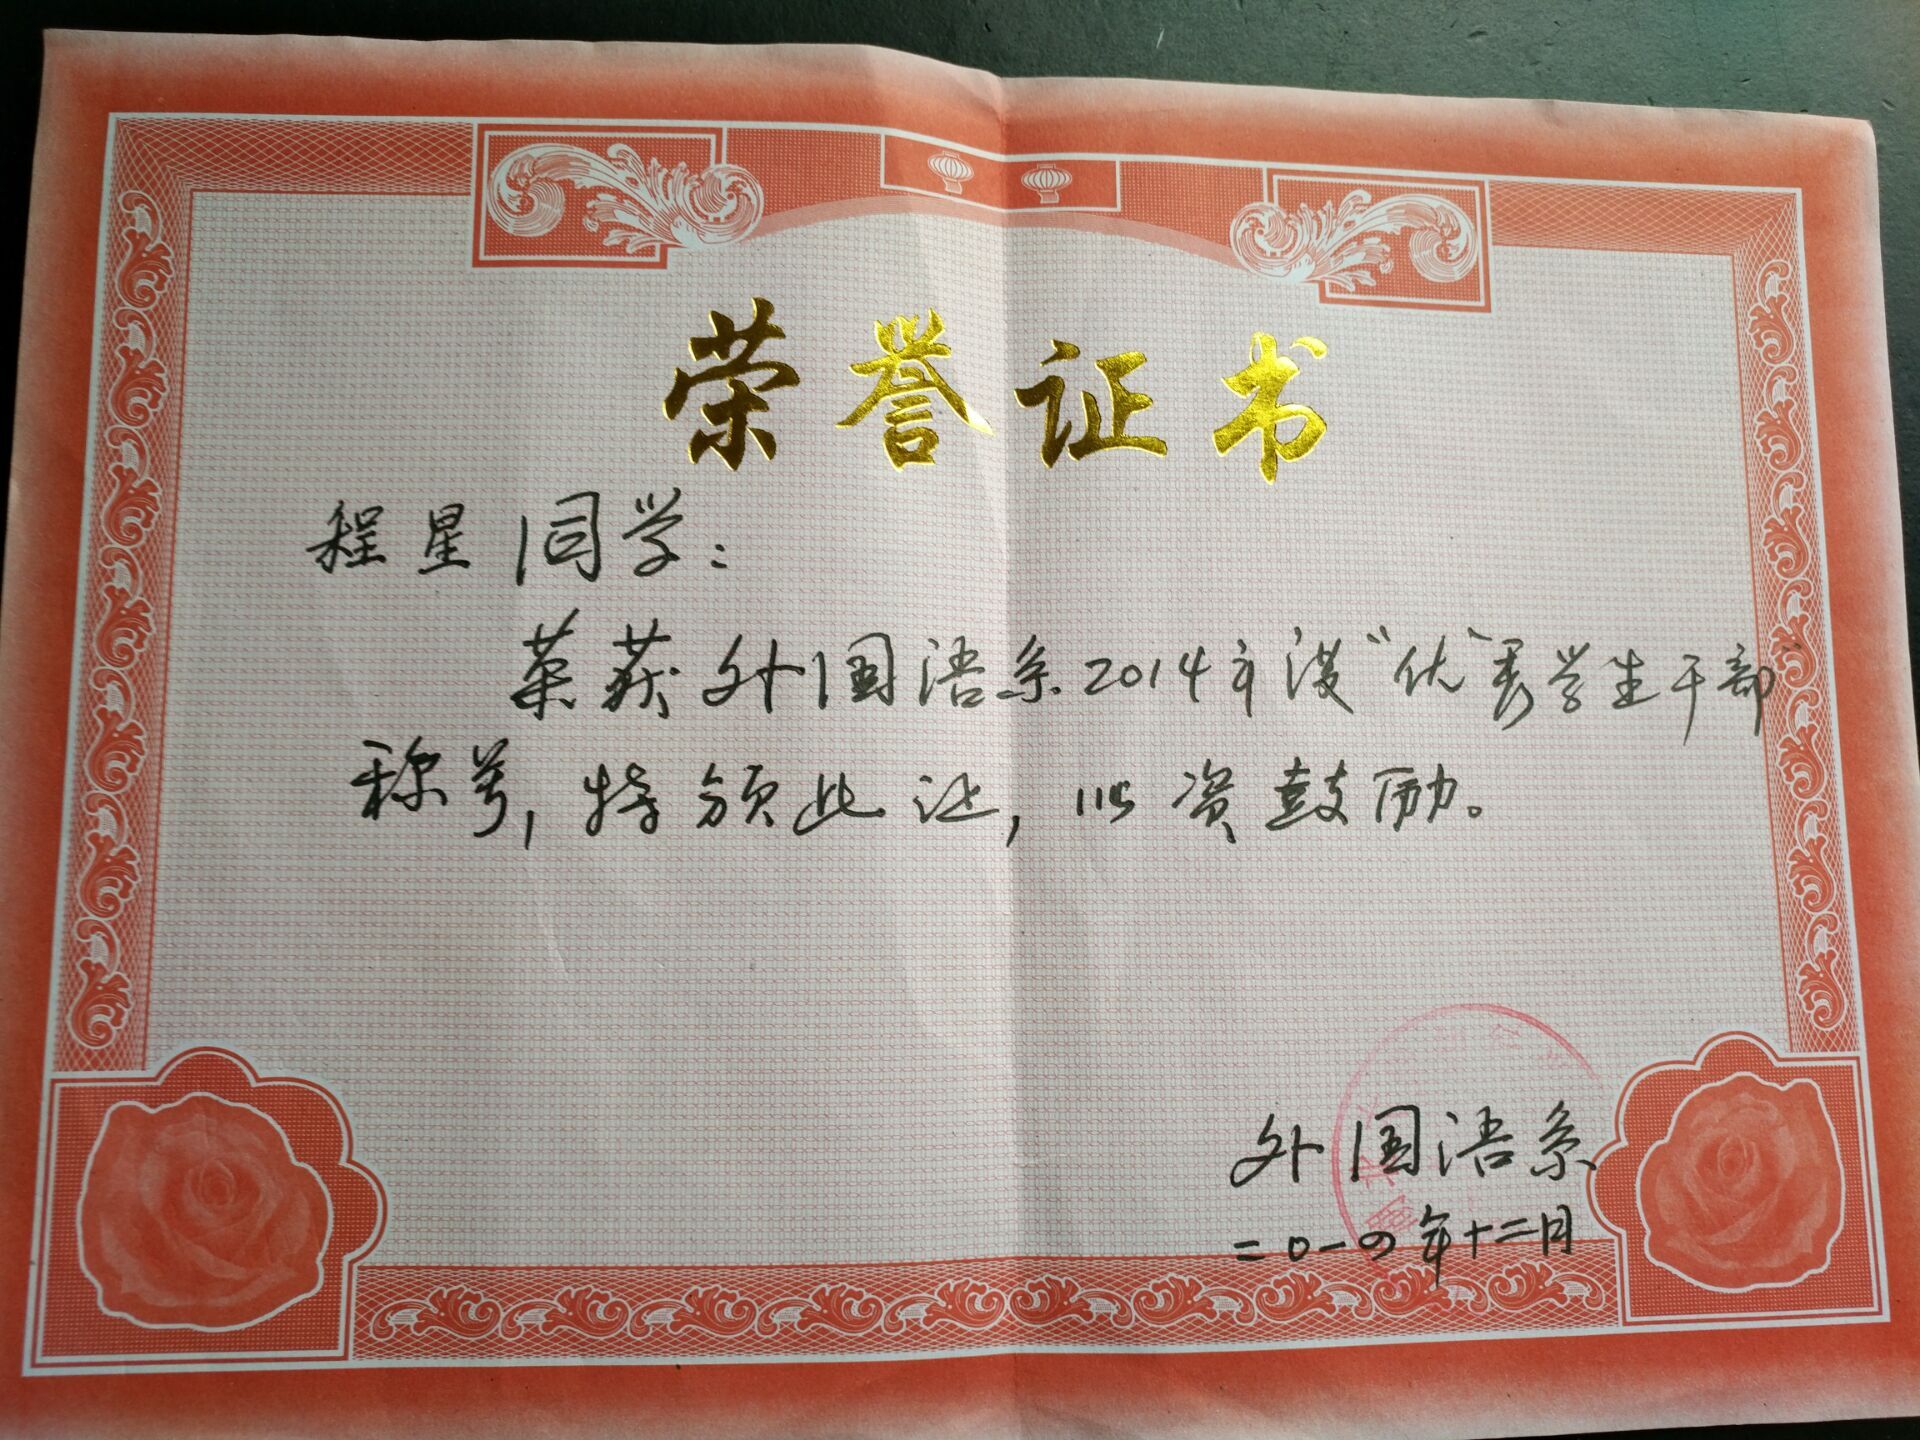 荣誉证书
程星同学：
荣获外国语系2014年度“优秀学生干部”
称号，特颁此证，以资鼓励。
外国语系
二〇一四年十二月